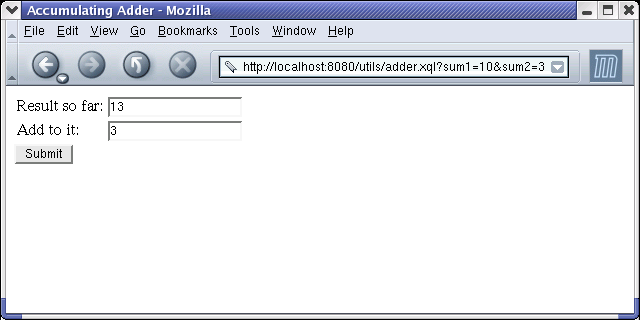 Accumulating Adder - Mozilla
File Edit View Go Bookmarks Tools Window Help
http://localhost:8080/utils/adder.xql?sum1=10&sum2=3
Result so far: 13
Add to it: 3
Submit